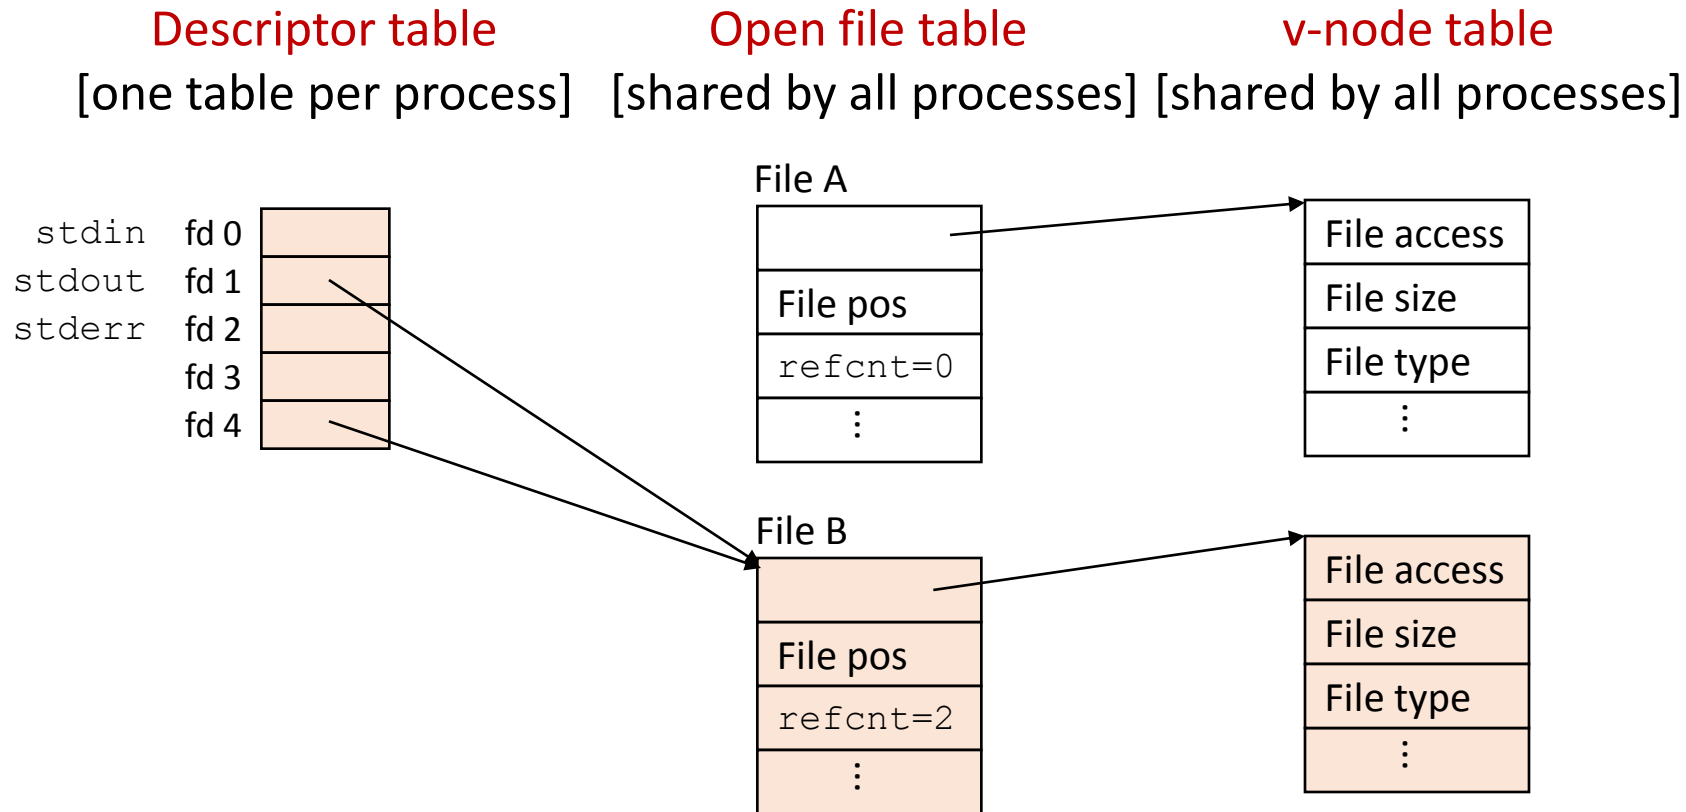 Descriptor table
[one table per process]
Open file table
[shared by all processes]
v-node table
[shared by all processes]
stdin fd 0
stdout fd 1
stderr fd 2
fd 3
fd 4
File A
File pos
refcnt=0
⋮
File access
File size
File type
⋮
File B
File pos
refcnt=2
⋮
File access
File size
File type
⋮